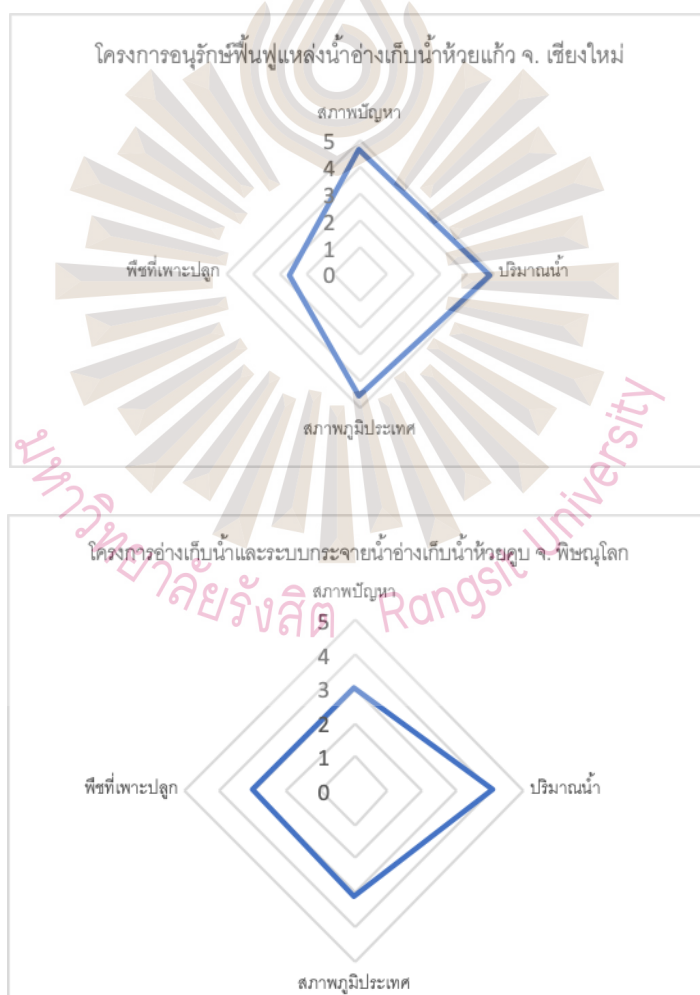 โครงการอนุรักษ์ฟื้นฟูแหล่งน้ำอ่างเก็บน้ำห้วยแก้ว จ. เชียงใหม่
สภาพปัญหา
5
4
3
2
1
0
พืชที่เพาะปลูก
ปริมาณน้ำ
สภาพภูมิประเทศ
มหาวิทยาลัยรังสิต Rangsit University
โครงการอ่างเก็บน้ำและระบบกระจายน้ำอ่างเก็บน้ำห้วยคูบ จ. พิษณุโลก
สภาพปัญหา
5
4
3
2
1
0
พืชที่เพาะปลูก
ปริมาณน้ำ
สภาพภูมิประเทศ